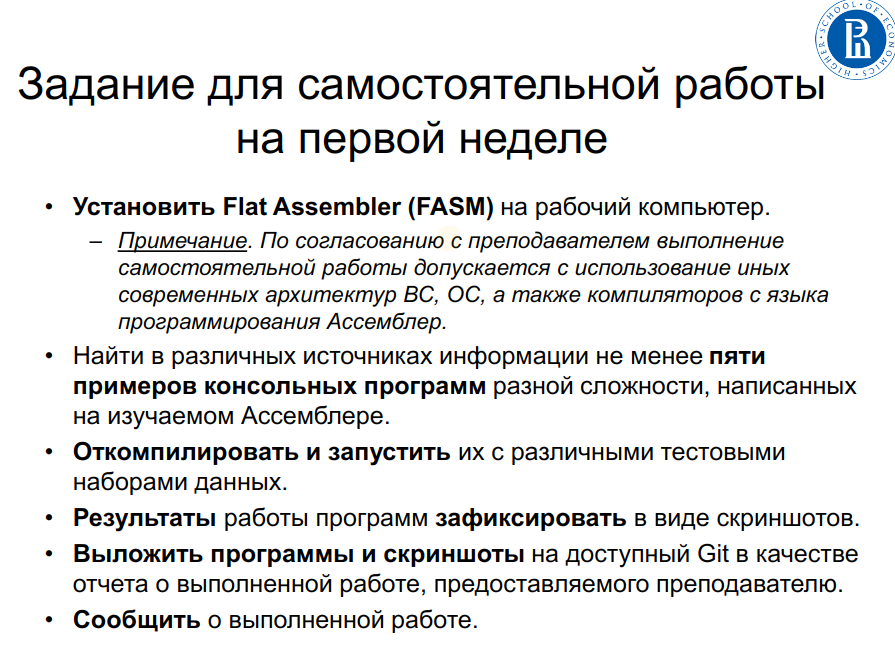 HIGHER · SCHOOL · OF · ECONOMICS
Задание для самостоятельной работы
на первой неделе
• Установить Flat Assembler (FASM) на рабочий компьютер.
– Примечание. По согласованию с преподавателем выполнение
самостоятельной работы допускается с использование иных
современных архитектур ВС, ОС, а также компиляторов с языка
программирования Ассемблер.
• Найти в различных источниках информации не менее пяти
примеров консольных программ разной сложности, написанных
на изучаемом Ассемблере.
• Откомпилировать и запустить их с различными тестовыми
наборами данных.
• Результаты работы программ зафиксировать в виде скриншотов.
• Выложить программы и скриншоты на доступный Git в качестве
отчета о выполненной работе, предоставляемого преподавателю.
• Сообщить о выполненной работе.